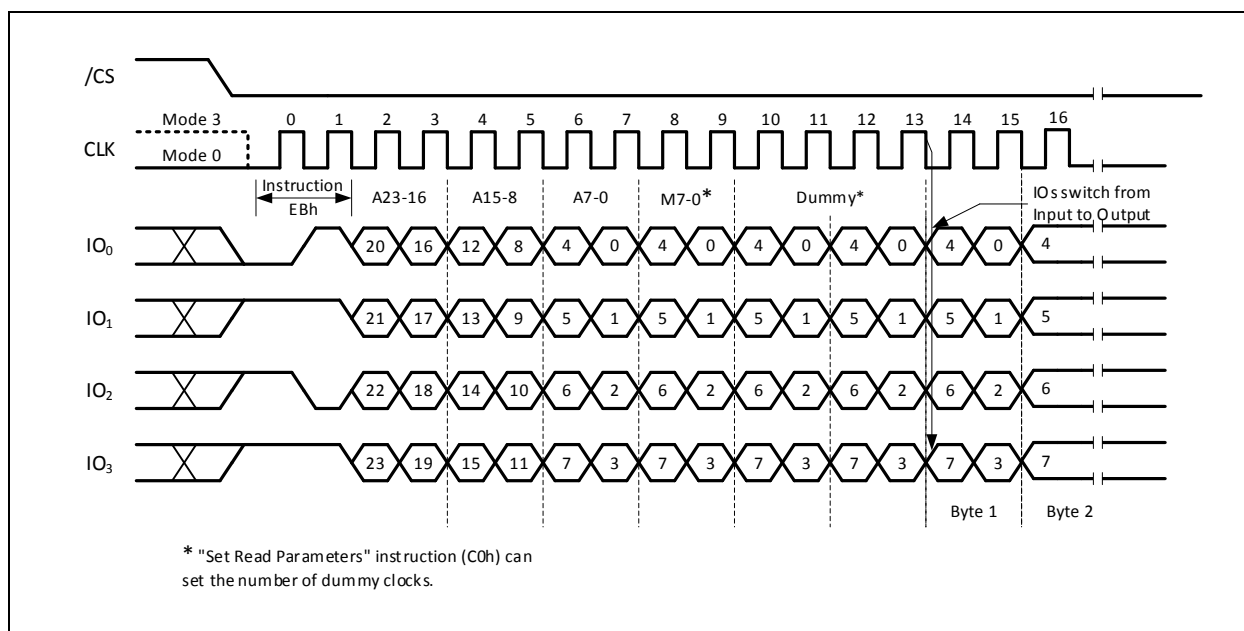 /CS
Mode 3 0 1 2 3 4 5 6 7 8 9 10 11 12 13 14 15 16
CLK
Mode 0
Instruction
EBh
A23-16 A15-8 A7-0 M7-0* Dummy*
IOs switch from
Input to Output
IO₀ 20 16 12 8 4 0 4 0 4 0 4 0 4 0 4
IO₁ 21 17 13 9 5 1 5 1 5 1 5 1 5 1 5
IO₂ 22 18 14 10 6 2 6 2 6 2 6 2 6 2 6
IO₃ 23 19 15 11 7 3 7 3 7 3 7 3 7 3 7
Byte 1 Byte 2
* "Set Read Parameters" instruction (C0h) can
set the number of dummy clocks.